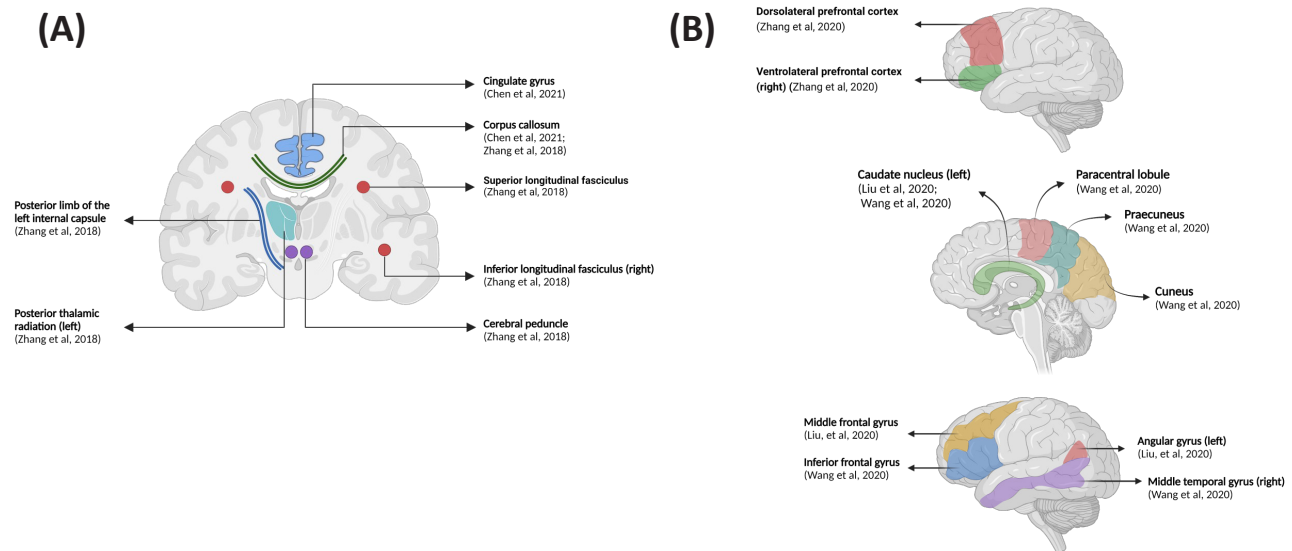 (A)
Cingulate gyrus
(Chen et al, 2021)
Corpus callosum
(Chen et al, 2021;
Zhang et al, 2018)
Superior longitudinal fasciculus
(Zhang et al, 2018)
Posterior limb of the
left internal capsule
(Zhang et al, 2018)
Inferior longitudinal fasciculus (right)
(Zhang et al, 2018)
Posterior thalamic
radiation (left)
(Zhang et al, 2018)
Cerebral peduncle
(Zhang et al, 2018)
(B)
Dorsolateral prefrontal cortex
(Zhang et al, 2020)
Ventrolateral prefrontal cortex
(right) (Zhang et al, 2020)
Caudate nucleus (left)
(Liu et al, 2020;
Wang et al, 2020)
Paracentral lobule
(Wang et al, 2020)
Praecuneus
(Wang et al, 2020)
Cuneus
(Wang et al, 2020)
Middle frontal gyrus
(Liu, et al, 2020)
Inferior frontal gyrus
(Wang et al, 2020)
Angular gyrus (left)
(Liu, et al, 2020)
Middle temporal gyrus (right)
(Wang et al, 2020)